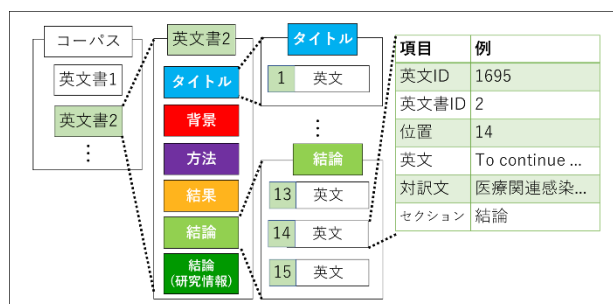 コーパス
英文書1
英文書2
⋮
英文書2
タイトル
背景
方法
結果
結論
結論
(研究情報)
タイトル
1 英文
⋮
結論
13 英文
14 英文
15 英文
項目 例
英文ID 1695
英文書ID 2
位置 14
英文 To continue ...
対訳文 医療関連感染...
セクション 結論